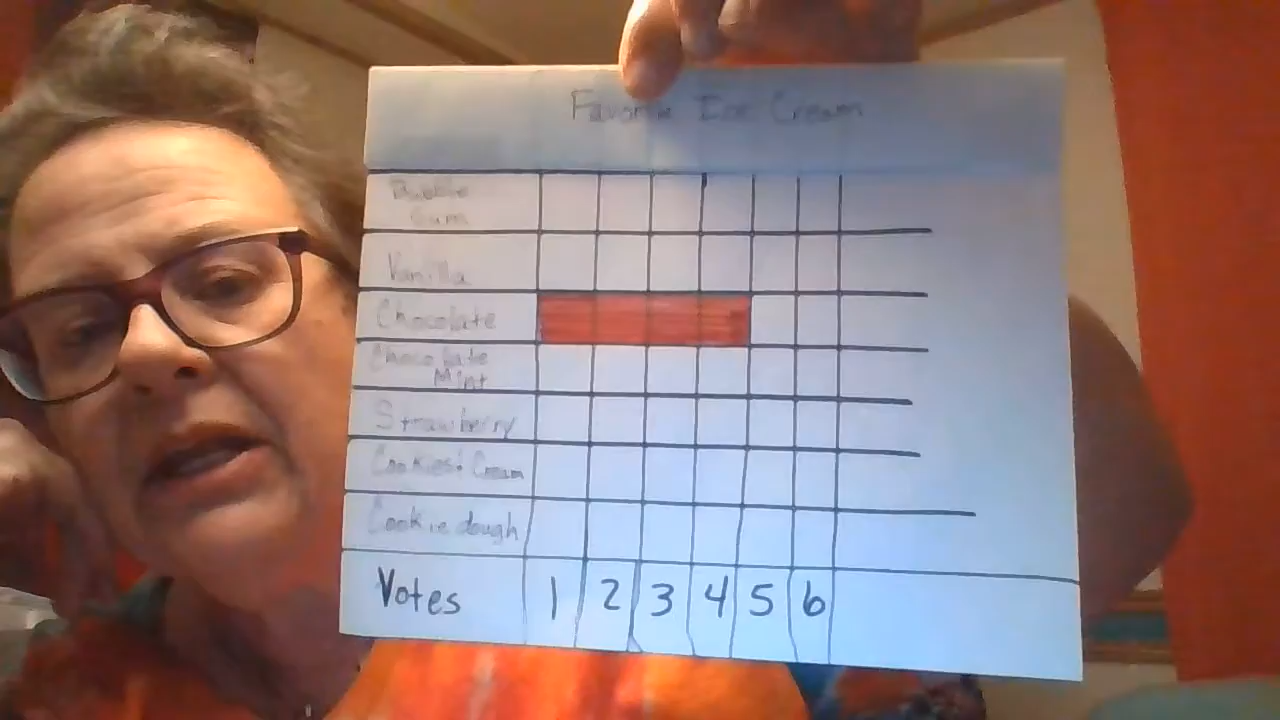 Favorite Ice Cream
Bubble
Gum
Vanilla
Chocolate
Chocolate
Mint
Strawberry
Cookies & Cream
Cookie dough
Votes 1 2 3 4 5 6